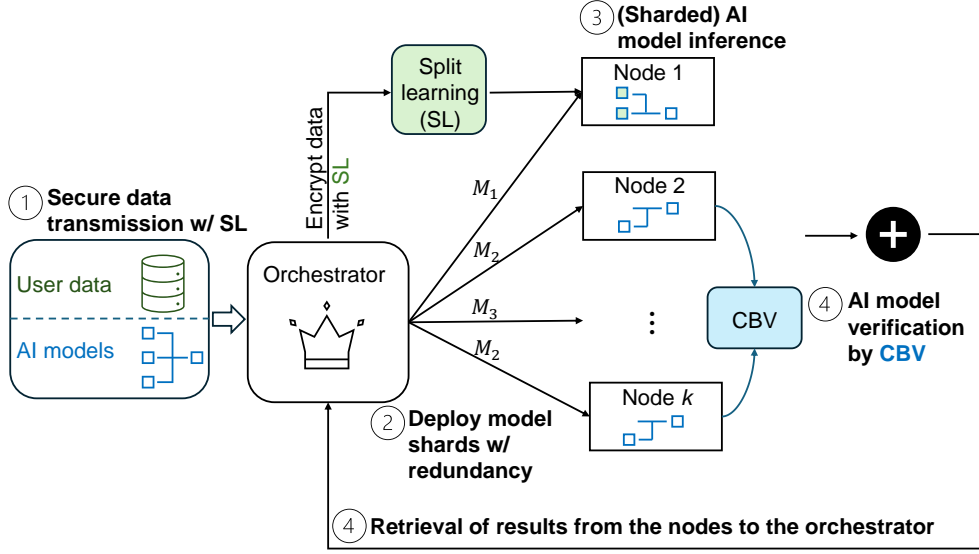 1 Secure data
transmission w/ SL
User data
AI models
Orchestrator
Encrypt data
with SL
Split
learning
(SL)
3 (Sharded) AI
model inference
Node 1
M₁
Node 2
M₂
M₃
⋮
M₂
Node k
CBV
4 AI model
verification
by CBV
2 Deploy model
shards w/
redundancy
4 Retrieval of results from the nodes to the orchestrator